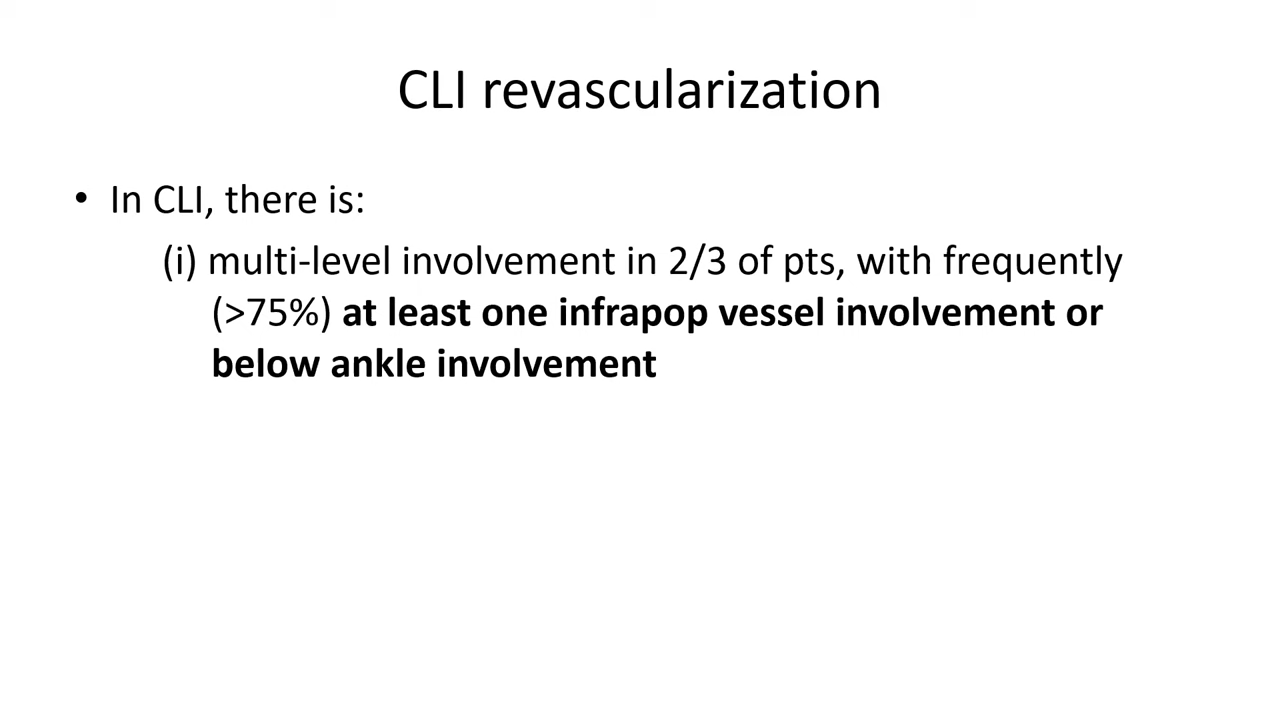 CLI revascularization
• In CLI, there is:
(i) multi-level involvement in 2/3 of pts, with frequently
(>75%) at least one infrapop vessel involvement or
below ankle involvement